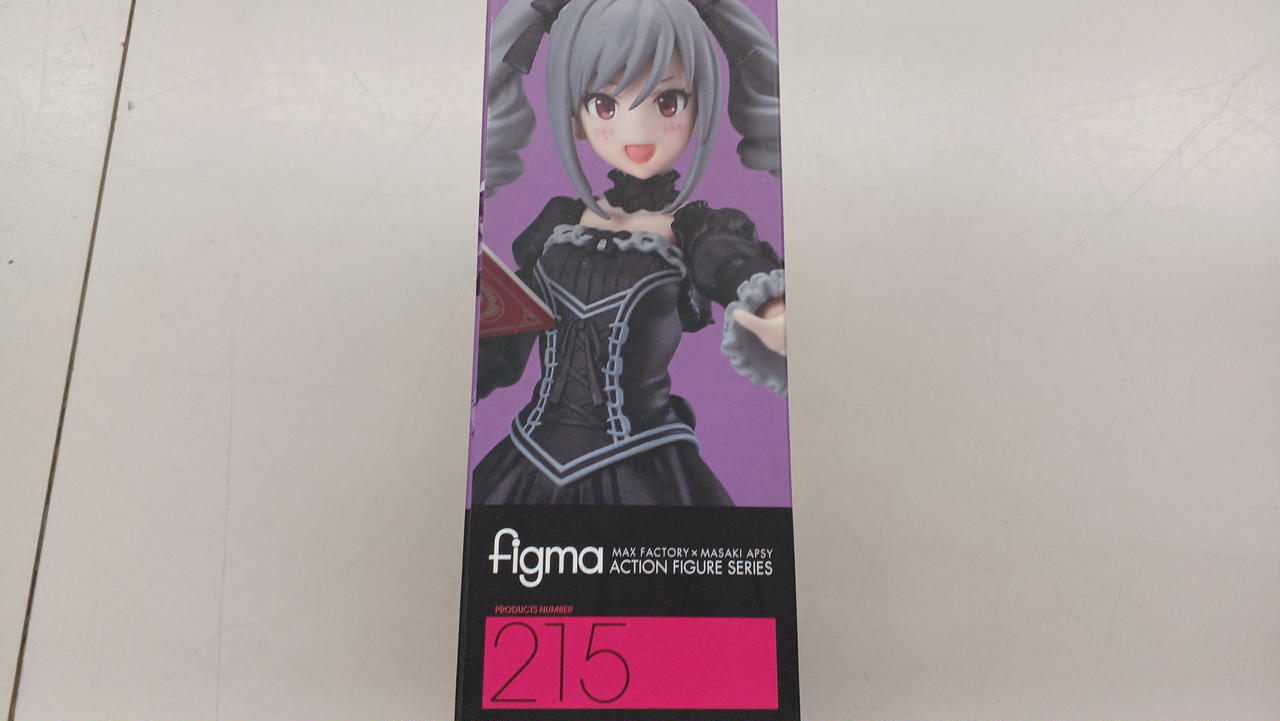 figma
MAX FACTORY × MASAKI APSY
ACTION FIGURE SERIES
PRODUCTS NUMBER
215